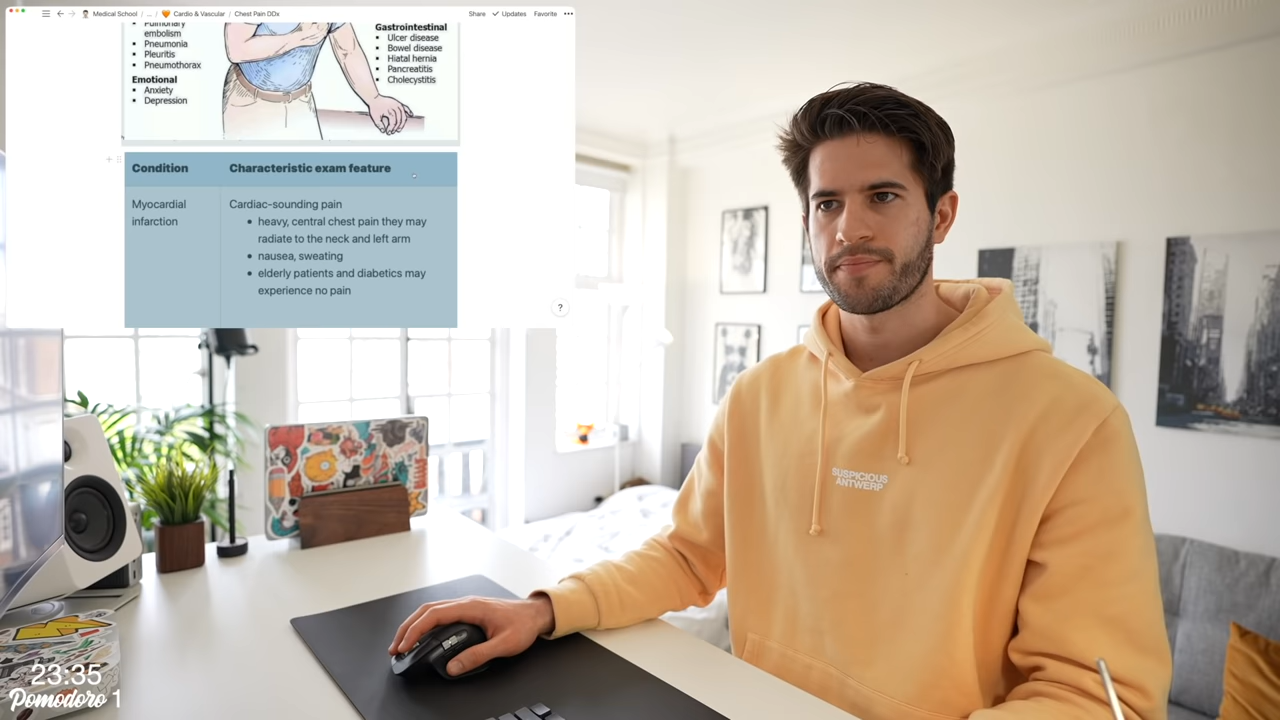 Medical School / ... / Cardio & Vascular / Chest Pain DDx
Share Updates Favorite
Pulmonary
embolism
Pneumonia
Pleuritis
Pneumothorax
Emotional
Anxiety
Depression
Gastrointestinal
Ulcer disease
Bowel disease
Hiatal hernia
Pancreatitis
Cholecystitis
Condition
Characteristic exam feature
Myocardial
infarction
Cardiac-sounding pain
heavy, central chest pain they may
radiate to the neck and left arm
nausea, sweating
elderly patients and diabetics may
experience no pain
?
SUSPICIOUS
ANTWERP
23:35
Pomodoro 1